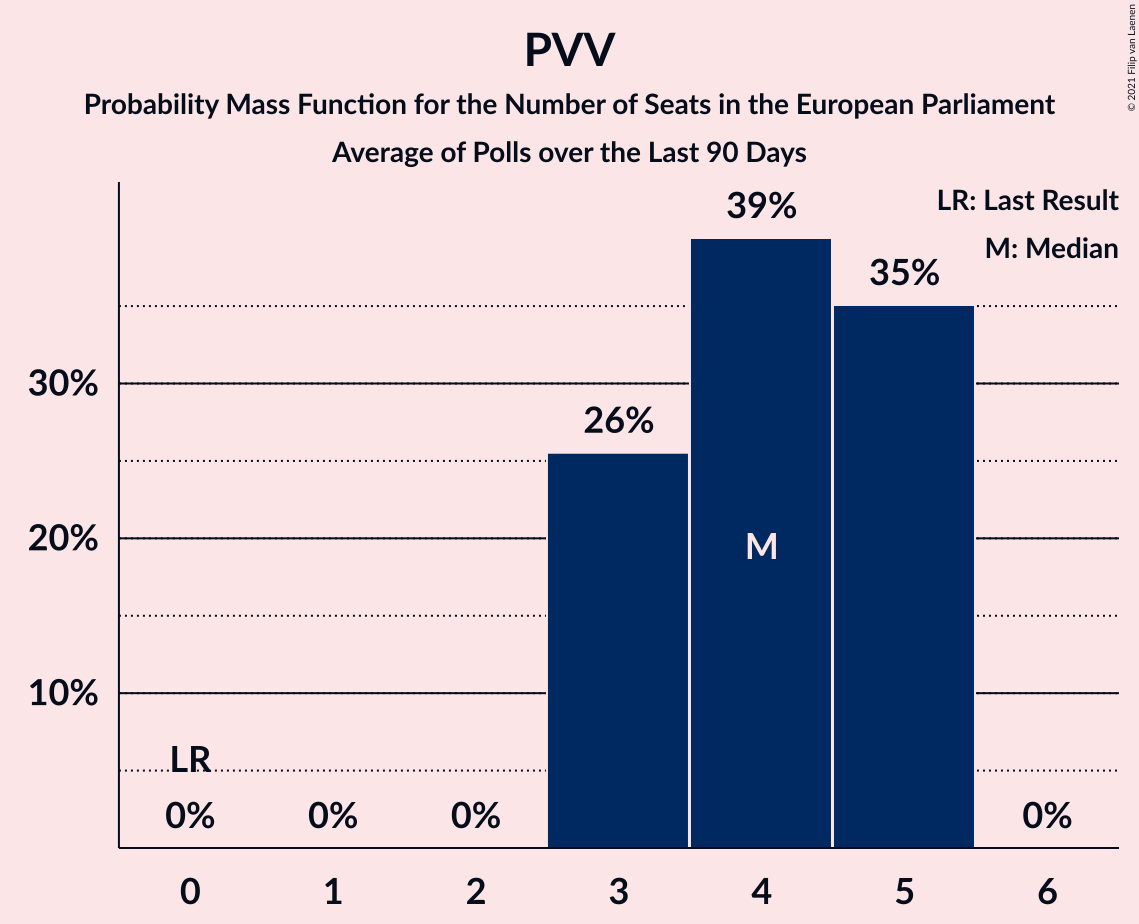 PVV
Probability Mass Function for the Number of Seats in the European Parliament
Average of Polls over the Last 90 Days
© 2021 Filip van Laenen
LR: Last Result
M: Median
39%
35%
30%
26%
20%
M
10%
LR
0%
0%
0%
0%
0
1
2
3
4
5
6